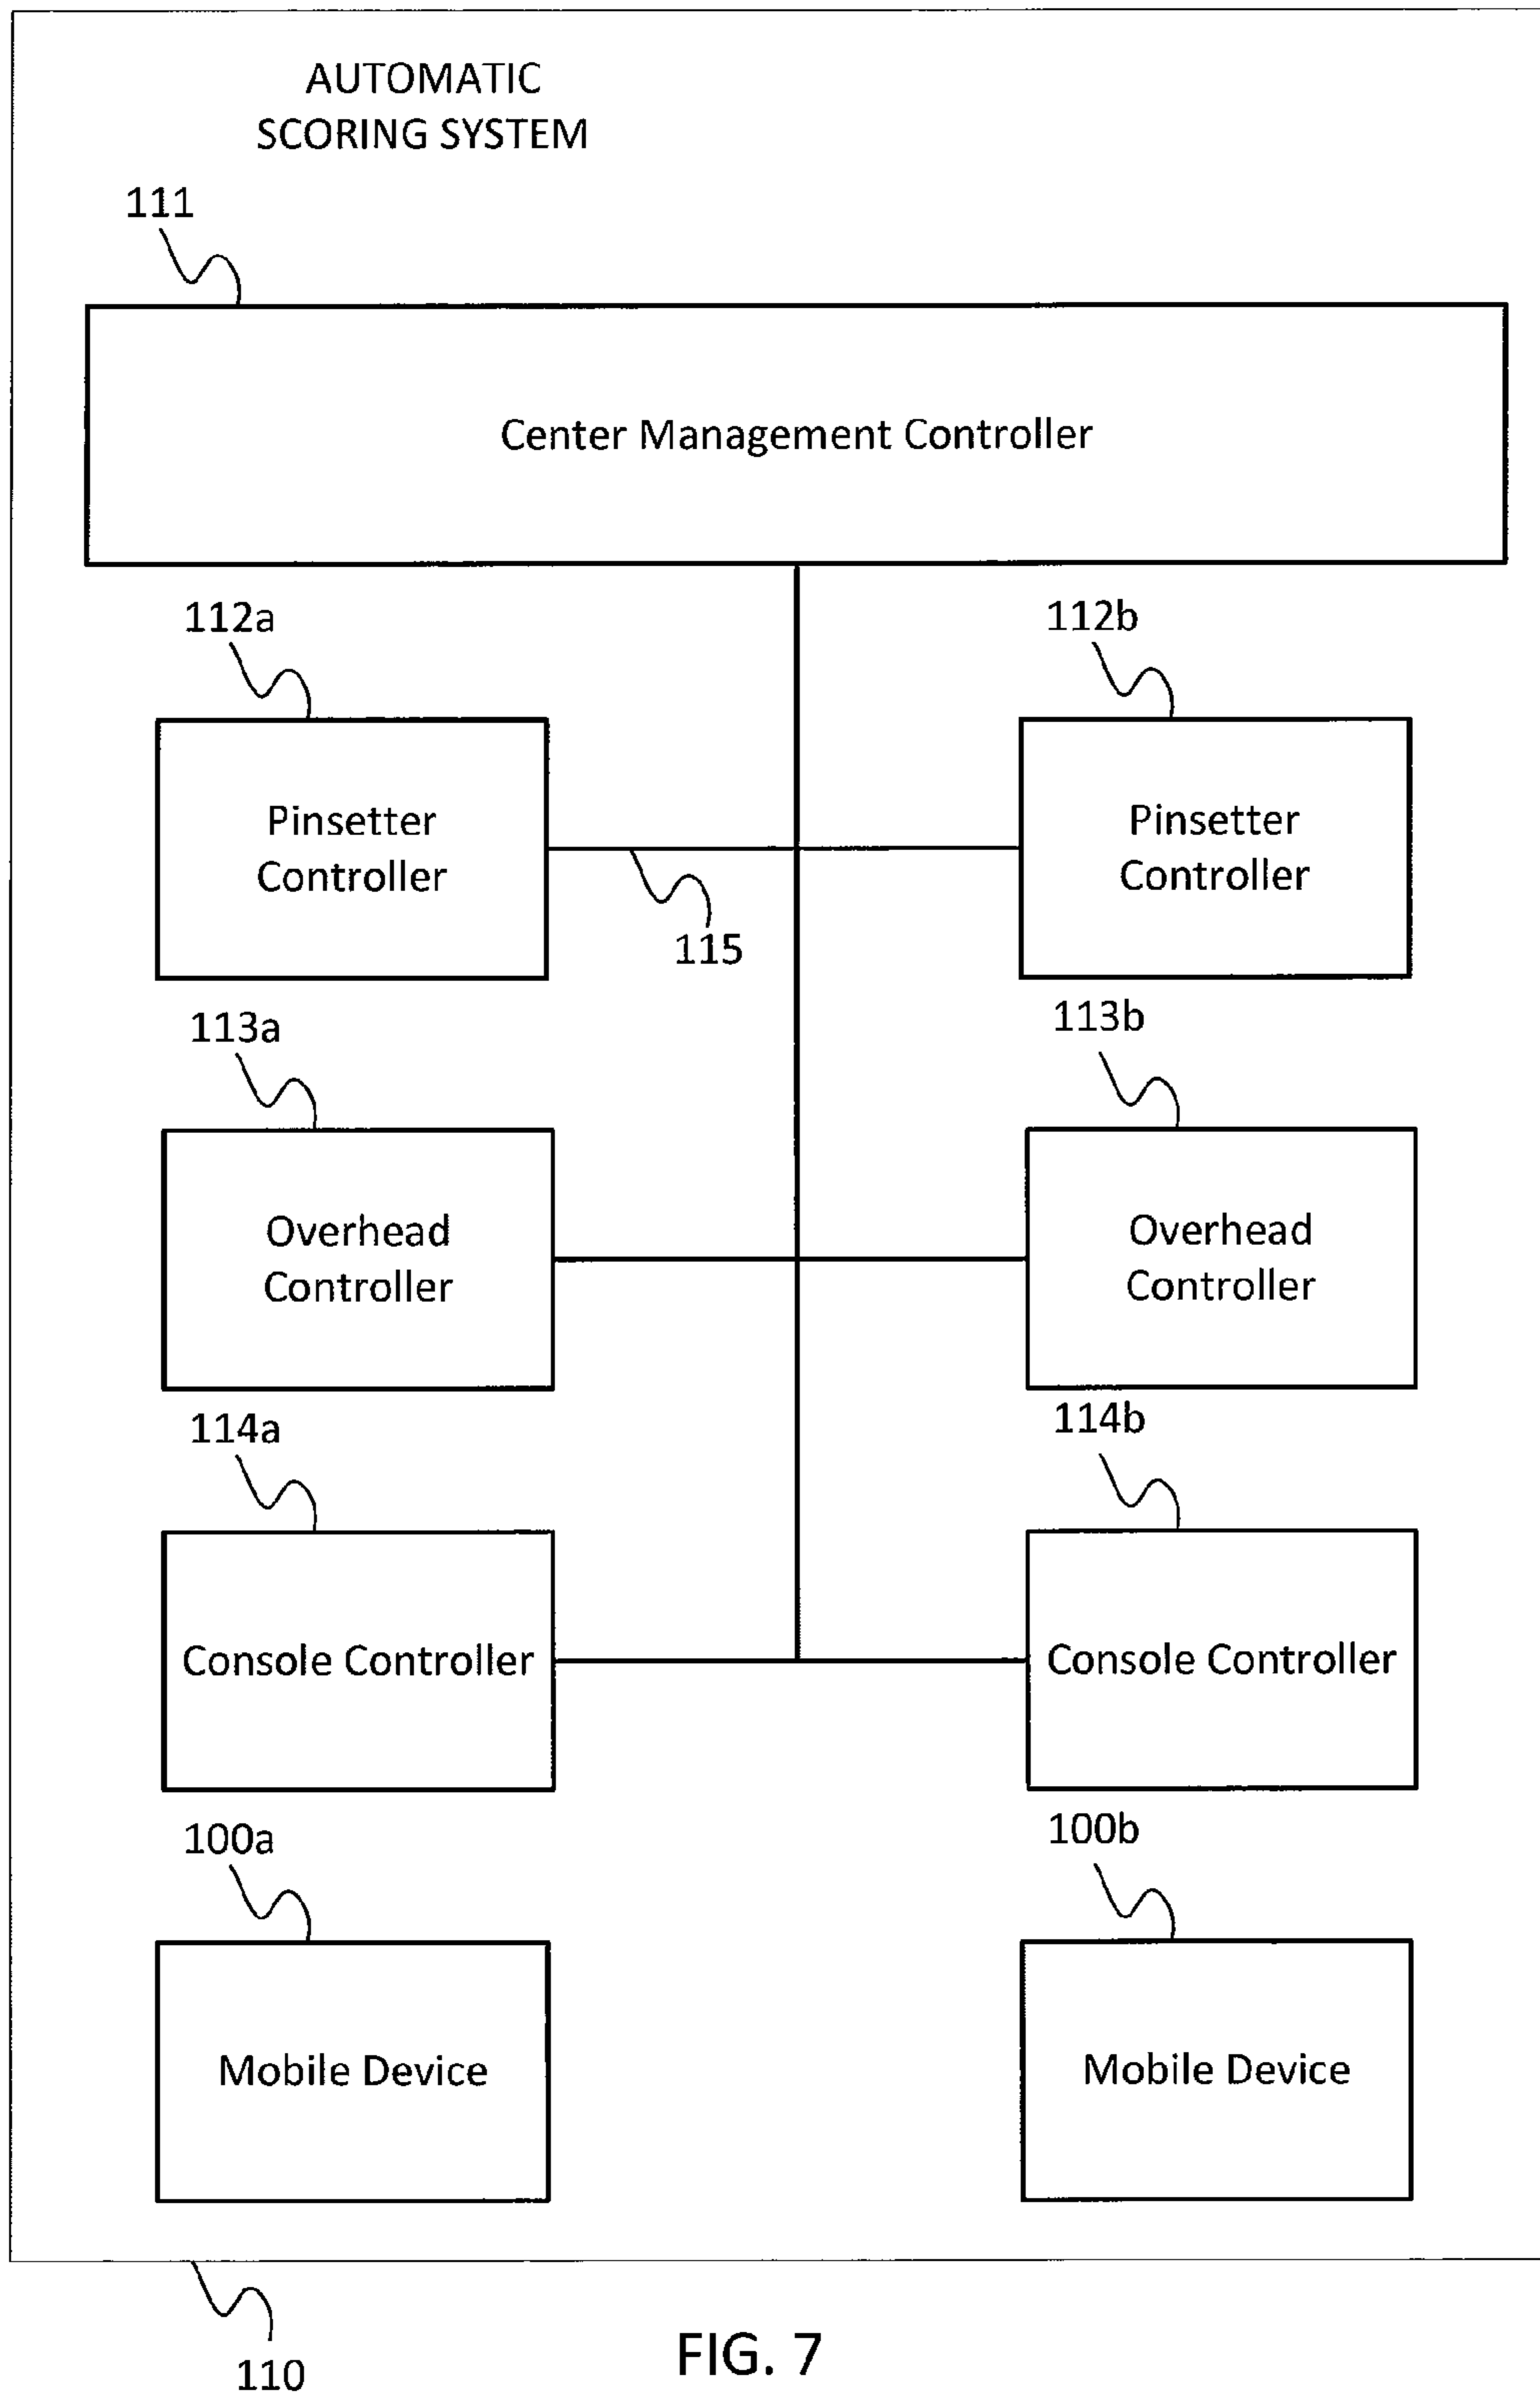 AUTOMATIC
SCORING SYSTEM
111
Center Management Controller
112a
112b
Pinsetter
Controller
Pinsetter
Controller
115
113a
113b
Overhead
Controller
Overhead
Controller
114a
114b
Console Controller
Console Controller
100a
100b
Mobile Device
Mobile Device
110
FIG. 7